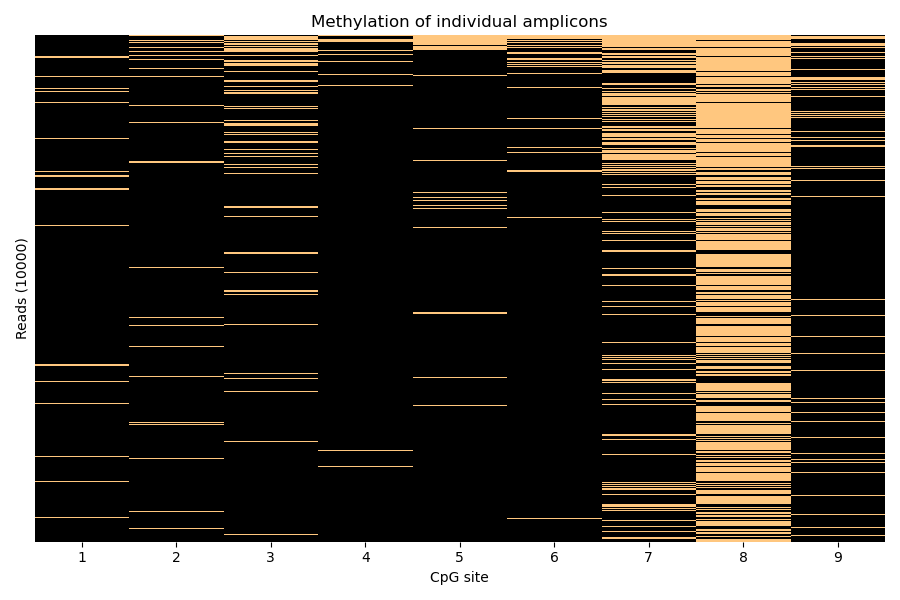 Methylation of individual amplicons
Reads (10000)
1 2 3 4 5 6 7 8 9
CpG site